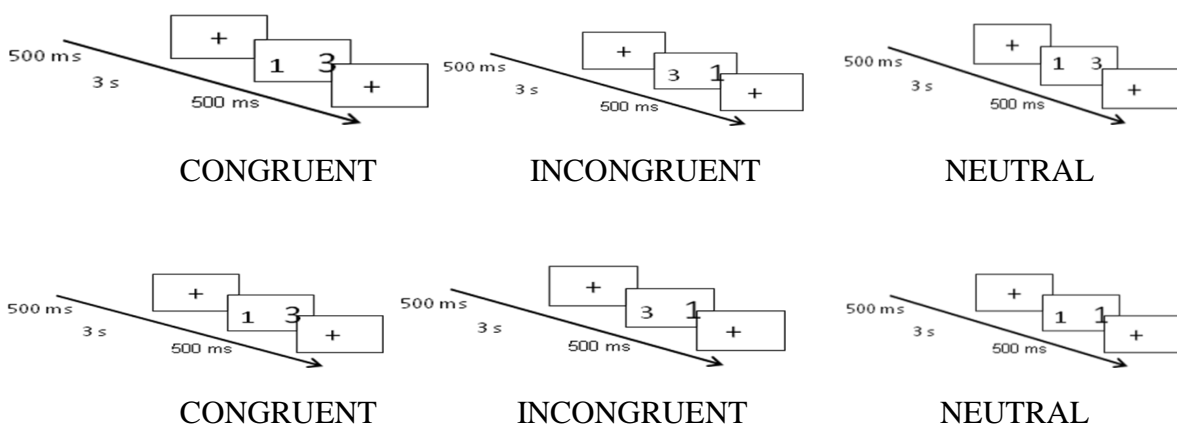 + + +
500 ms 1 3 500 ms 3 1 500 ms 1 3
3 s + 3 s + 3 s +
500 ms 500 ms 500 ms
CONGRUENT INCONGRUENT NEUTRAL
+ + +
500 ms 1 3 500 ms 3 1 500 ms 1 1
3 s + 3 s + 3 s +
500 ms 500 ms 500 ms
CONGRUENT INCONGRUENT NEUTRAL